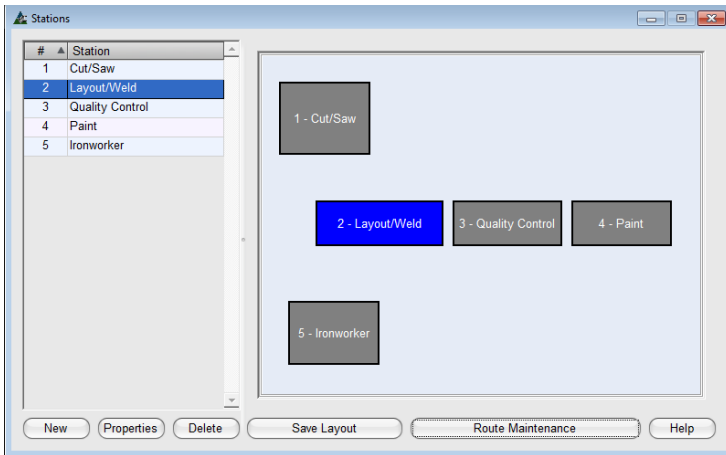 Stations
# Station
1 Cut/Saw
2 Layout/Weld
3 Quality Control
4 Paint
5 Ironworker
1 - Cut/Saw
2 - Layout/Weld 3 - Quality Control 4 - Paint
5 - Ironworker
New Properties Delete Save Layout Route Maintenance Help